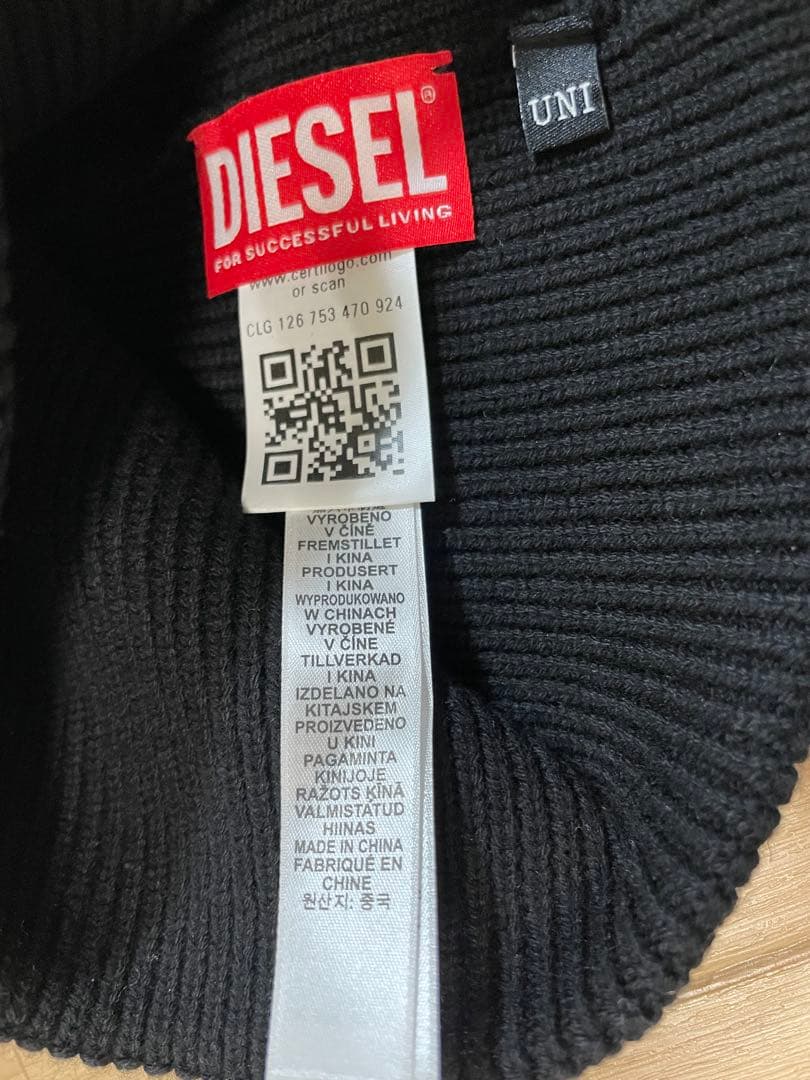 DIESEL®
FOR SUCCESSFUL LIVING
UNI
www.certilogo.com
or scan
CLG 126 753 470 924
VYROBENO
V ČÍNĚ
FREMSTILLET
I KINA
PRODUSERT
I KINA
WYPRODUKOWANO
W CHINACH
VYROBENÉ
V ČÍNE
TILLVERKAD
I KINA
IZDELANO NA
KITAJSKEM
PROIZVEDENO
U KINI
PAGAMINTA
KINIJOJE
RAŽOTS ĶĪNĀ
VALMISTATUD
HIINAS
MADE IN CHINA
FABRIQUÉ EN
CHINE
원산지: 중국